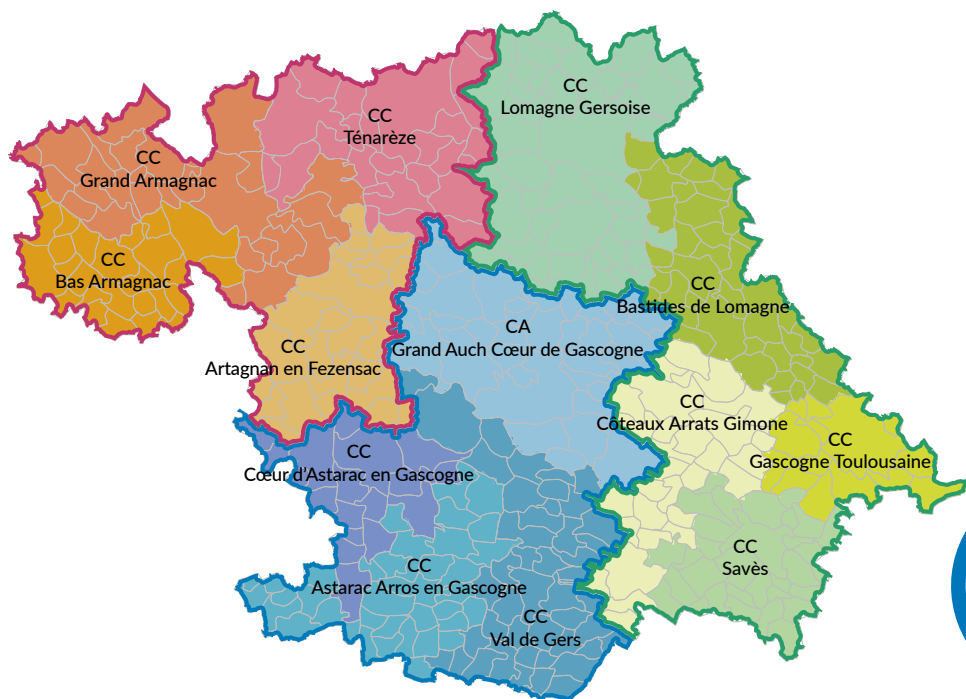 CC
Lomagne Gersoise
CC
Ténarèze
CC
Grand Armagnac
CC
Bas Armagnac
CC
Bastides de Lomagne
CA
Grand Auch Cœur de Gascogne
CC
Artagnan en Fezensac
CC
Côteaux Arrats Gimone
CC
Gascogne Toulousaine
CC
Cœur d'Astarac en Gascogne
CC
Savès
CC
Astarac Arros en Gascogne
CC
Val de Gers